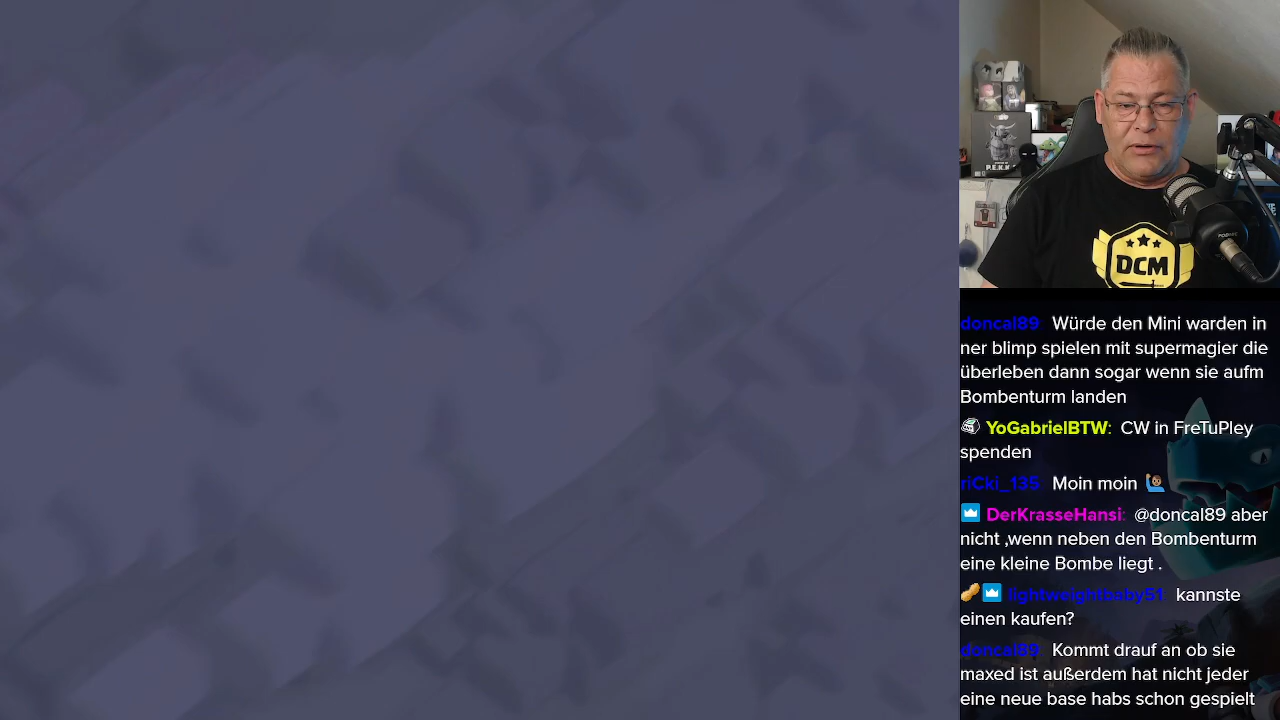 P.E.K.K.
DCM
doncal89 Würde den Mini warden in
ner blimp spielen mit supermagier die
überleben dann sogar wenn sie aufm
Bombenturm landen
YoGabrielBTW: CW in FreTuPley
spenden
riCki_135 Moin moin
DerKrasseHansi: @doncal89 aber
nicht ,wenn neben den Bombenturm
eine kleine Bombe liegt .
lightweightbaby51 kannste
einen kaufen?
doncal89 Kommt drauf an ob sie
maxed ist außerdem hat nicht jeder
eine neue base habs schon gespielt